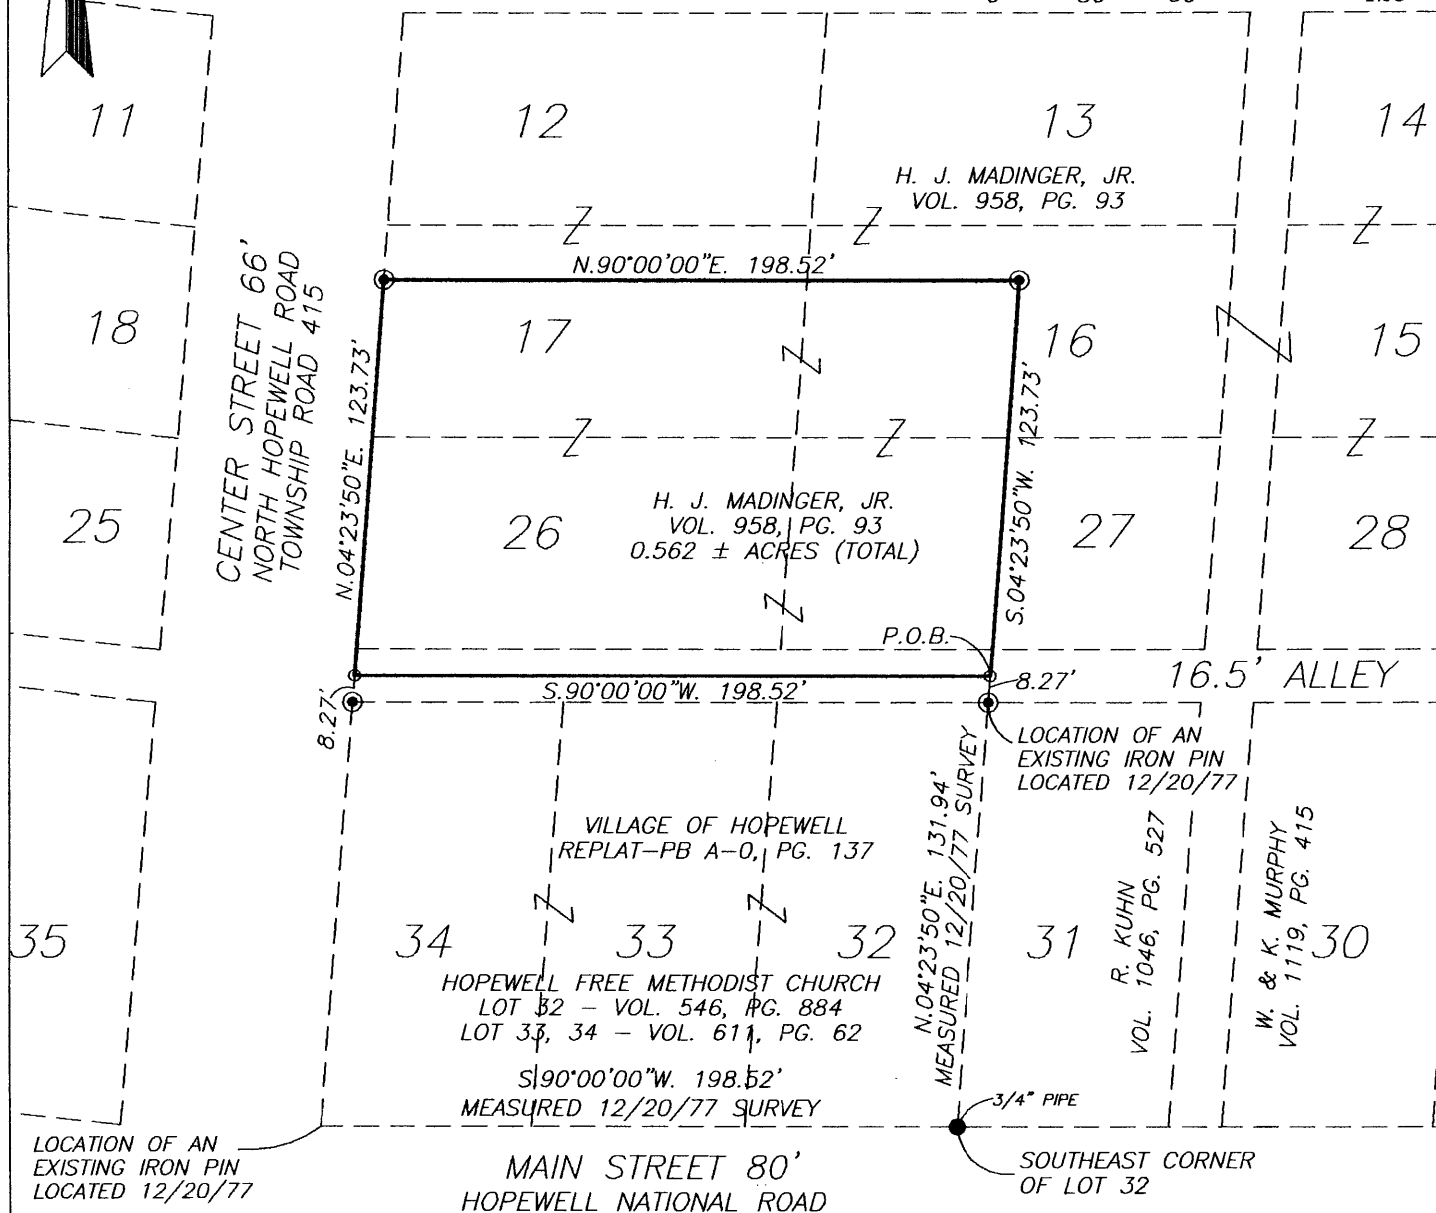 11
12
13
14
H. J. MADINGER, JR.
VOL. 958, PG. 93
N.90°00'00"E. 198.52'
CENTER STREET 66'
NORTH HOPEWELL ROAD
TOWNSHIP ROAD 415
18
17
16
15
N.04°23'50"E. 123.73'
S.04°23'50"W. 123.73'
25
26
27
28
H. J. MADINGER, JR.
VOL. 958, PG. 93
0.562 ± ACRES (TOTAL)
P.O.B.
8.27'
16.5' ALLEY
S.90°00'00"W. 198.52'
8.27'
LOCATION OF AN
EXISTING IRON PIN
LOCATED 12/20/77
VILLAGE OF HOPEWELL
REPLAT-PB A-0, PG. 137
N.04°23'50"E. 131.94'
MEASURED 12/20/77 SURVEY
R. KUHN
VOL. 1046, PG. 527
W. & K. MURPHY
VOL. 1119, PG. 415
35
34
33
32
31
30
HOPEWELL FREE METHODIST CHURCH
LOT 32 - VOL. 546, PG. 884
LOT 33, 34 - VOL. 611, PG. 62
S.90°00'00"W. 198.52'
MEASURED 12/20/77 SURVEY
3/4" PIPE
LOCATION OF AN
EXISTING IRON PIN
LOCATED 12/20/77
MAIN STREET 80'
HOPEWELL NATIONAL ROAD
SOUTHEAST CORNER
OF LOT 32